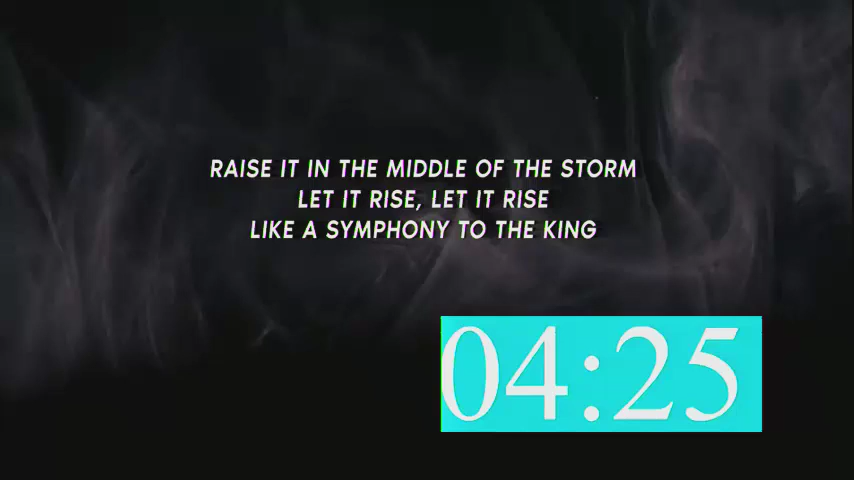 RAISE IT IN THE MIDDLE OF THE STORM
LET IT RISE, LET IT RISE
LIKE A SYMPHONY TO THE KING
04:25